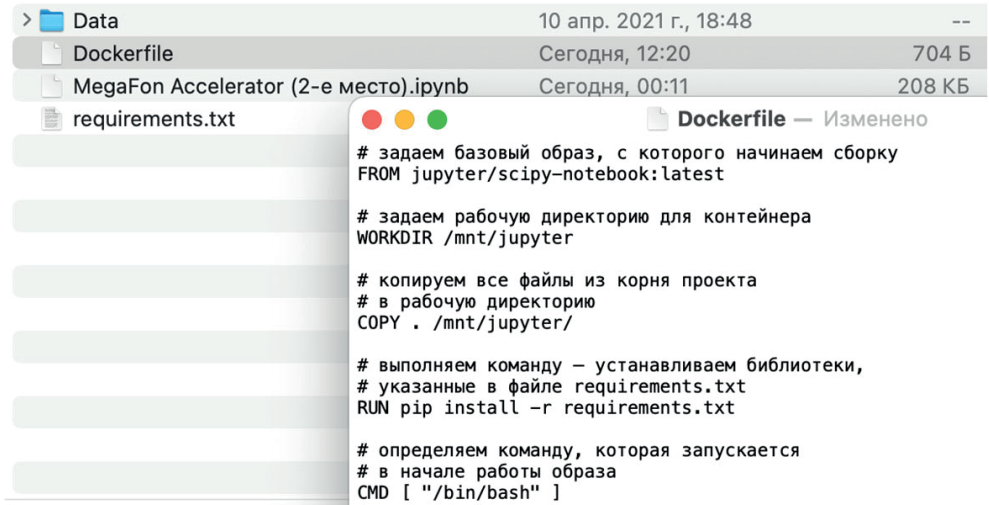 Data 10 апр. 2021 г., 18:48 --
Dockerfile Сегодня, 12:20 704 Б
MegaFon Accelerator (2-е место).ipynb Сегодня, 00:11 208 КБ
requirements.txt
Dockerfile — Изменено
# задаем базовый образ, с которого начинаем сборку
FROM jupyter/scipy-notebook:latest
# задаем рабочую директорию для контейнера
WORKDIR /mnt/jupyter
# копируем все файлы из корня проекта
# в рабочую директорию
COPY . /mnt/jupyter/
# выполняем команду — устанавливаем библиотеки,
# указанные в файле requirements.txt
RUN pip install -r requirements.txt
# определяем команду, которая запускается
# в начале работы образа
CMD [ "/bin/bash" ]